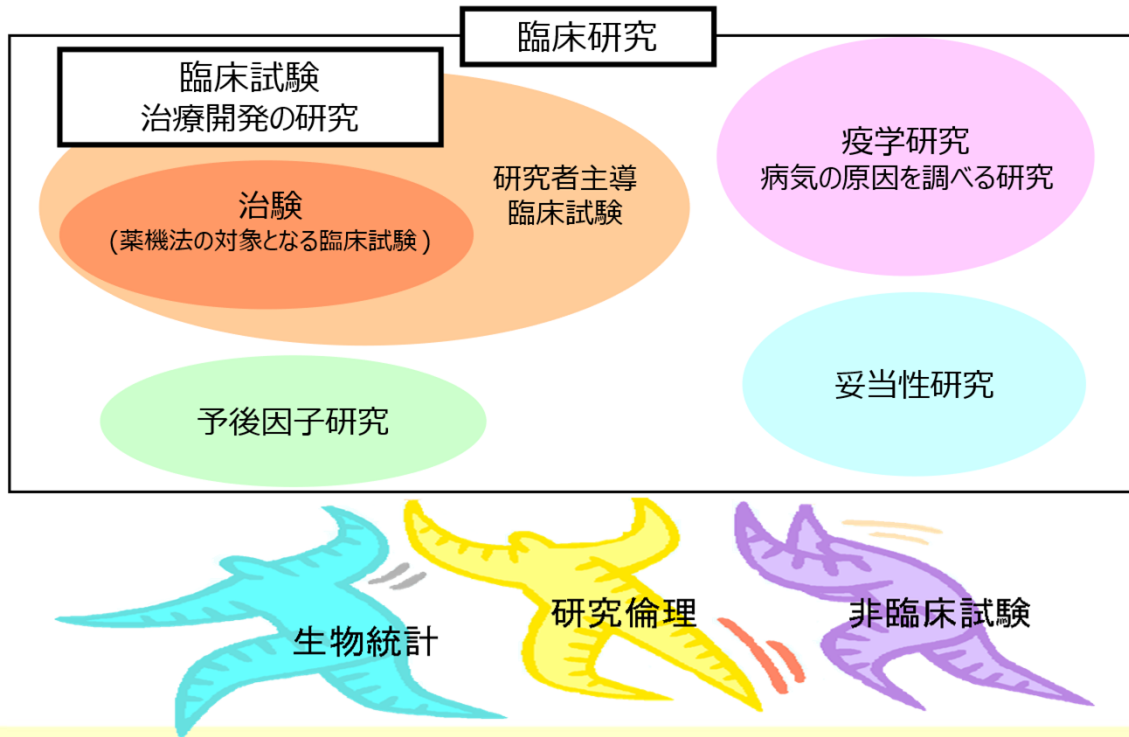 臨床研究
臨床試験
治療開発の研究
治験
(薬機法の対象となる臨床試験)
研究者主導
臨床試験
疫学研究
病気の原因を調べる研究
予後因子研究
妥当性研究
生物統計
研究倫理
非臨床試験